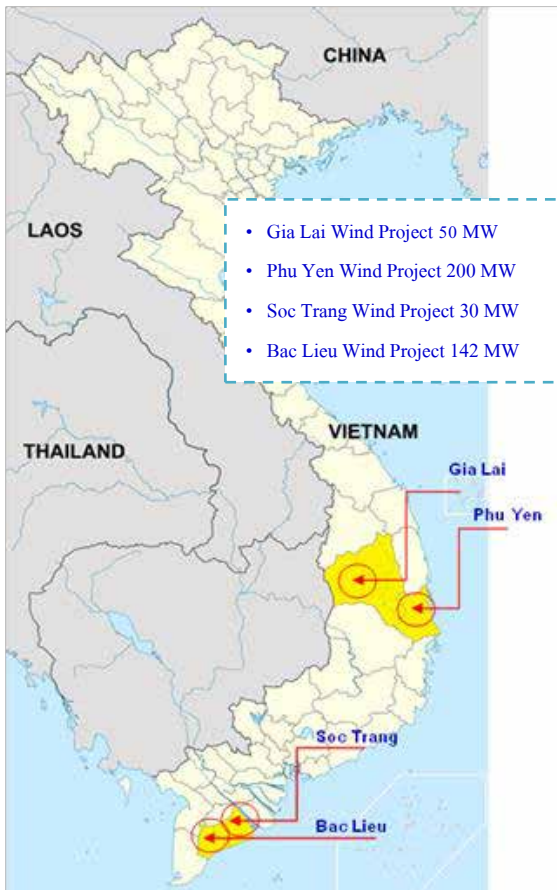 CHINA
LAOS
• Gia Lai Wind Project 50 MW
• Phu Yen Wind Project 200 MW
• Soc Trang Wind Project 30 MW
• Bac Lieu Wind Project 142 MW
VIETNAM
THAILAND
Gia Lai
Phu Yen
Soc Trang
Bac Lieu